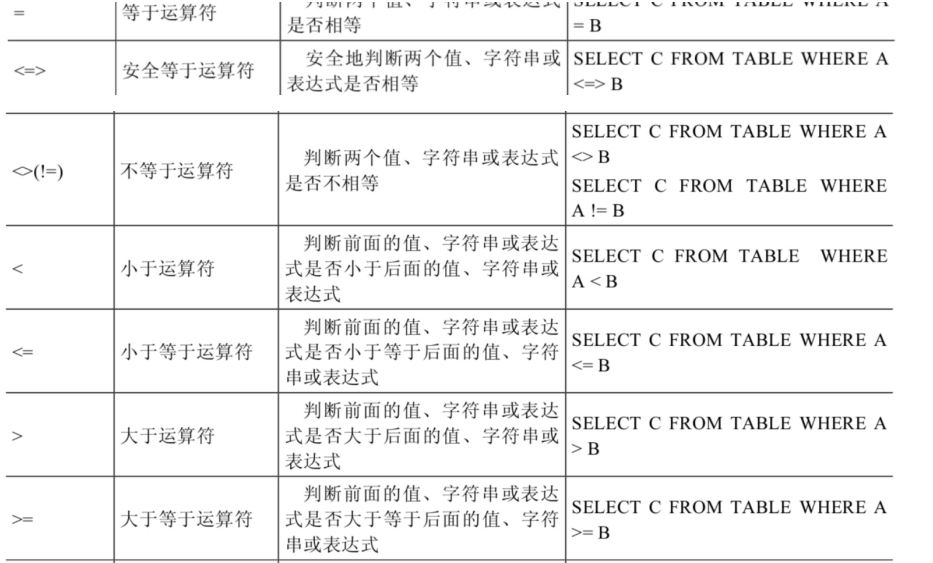 =
等于运算符
是否相等
= B
<=>
安全等于运算符
安全地判断两个值、字符串或
表达式是否相等
SELECT C FROM TABLE WHERE A
<=> B
<>(!=)
不等于运算符
判断两个值、字符串或表达式
是否不相等
SELECT C FROM TABLE WHERE A
<> B
SELECT C FROM TABLE WHERE
A != B
<
小于运算符
判断前面的值、字符串或表达
式是否小于后面的值、字符串或
表达式
SELECT C FROM TABLE WHERE
A < B
<=
小于等于运算符
判断前面的值、字符串或表达
式是否小于等于后面的值、字符
串或表达式
SELECT C FROM TABLE WHERE A
<= B
>
大于运算符
判断前面的值、字符串或表达
式是否大于后面的值、字符串或
表达式
SELECT C FROM TABLE WHERE A
> B
>=
大于等于运算符
判断前面的值、字符串或表达
式是否大于等于后面的值、字符
串或表达式
SELECT C FROM TABLE WHERE A
>= B